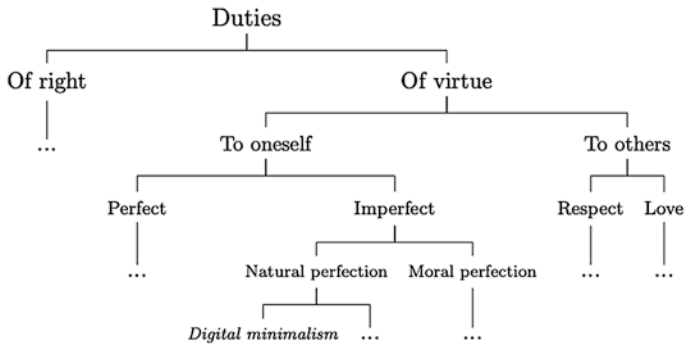 Duties
Of right Of virtue
... To oneself To others
Perfect Imperfect Respect Love
... Natural perfection Moral perfection ... ...
Digital minimalism ... ...